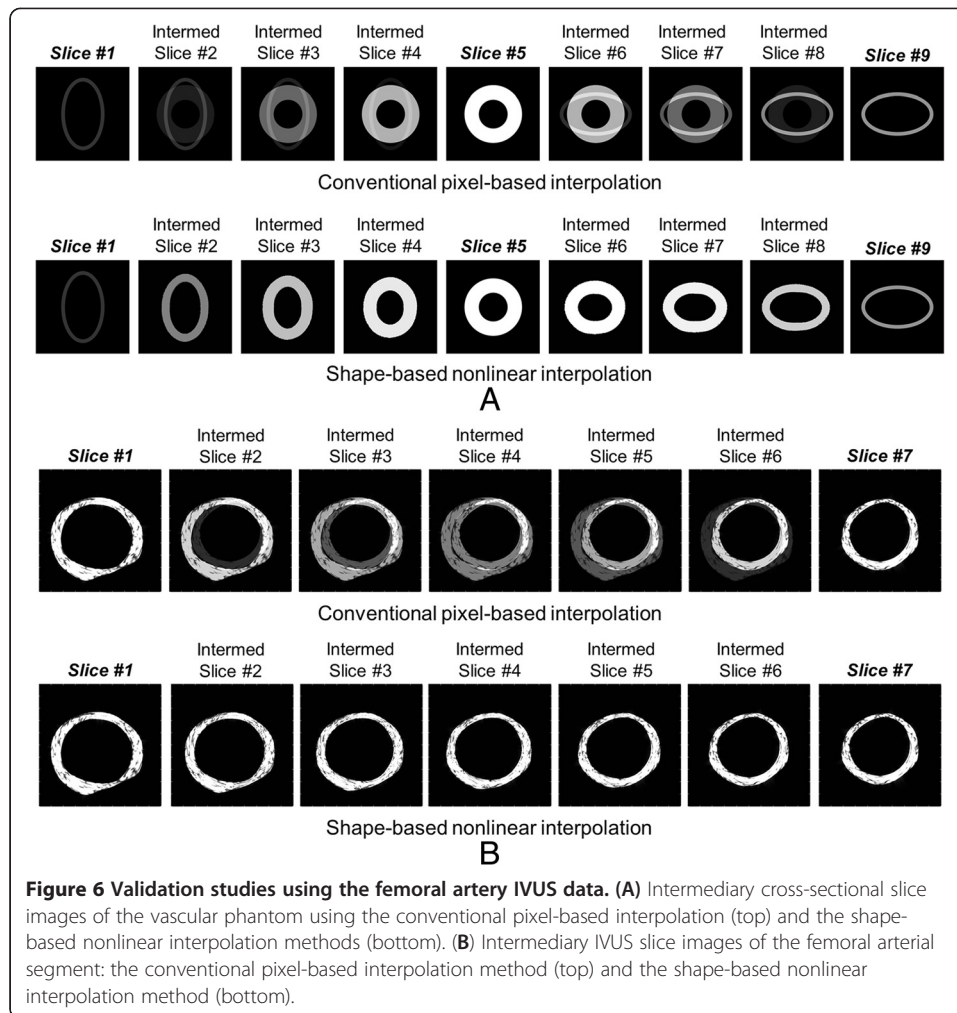 Slice #1 Intermed Slice #2 Intermed Slice #3 Intermed Slice #4 Slice #5 Intermed Slice #6 Intermed Slice #7 Intermed Slice #8 Slice #9
Conventional pixel-based interpolation
Slice #1 Intermed Slice #2 Intermed Slice #3 Intermed Slice #4 Slice #5 Intermed Slice #6 Intermed Slice #7 Intermed Slice #8 Slice #9
Shape-based nonlinear interpolation
A
Slice #1 Intermed Slice #2 Intermed Slice #3 Intermed Slice #4 Intermed Slice #5 Intermed Slice #6 Slice #7
Conventional pixel-based interpolation
Slice #1 Intermed Slice #2 Intermed Slice #3 Intermed Slice #4 Intermed Slice #5 Intermed Slice #6 Slice #7
Shape-based nonlinear interpolation
B
Figure 6 Validation studies using the femoral artery IVUS data. (A) Intermediary cross-sectional slice
images of the vascular phantom using the conventional pixel-based interpolation (top) and the shape-
based nonlinear interpolation methods (bottom). (B) Intermediary IVUS slice images of the femoral arterial
segment: the conventional pixel-based interpolation method (top) and the shape-based nonlinear
interpolation method (bottom).